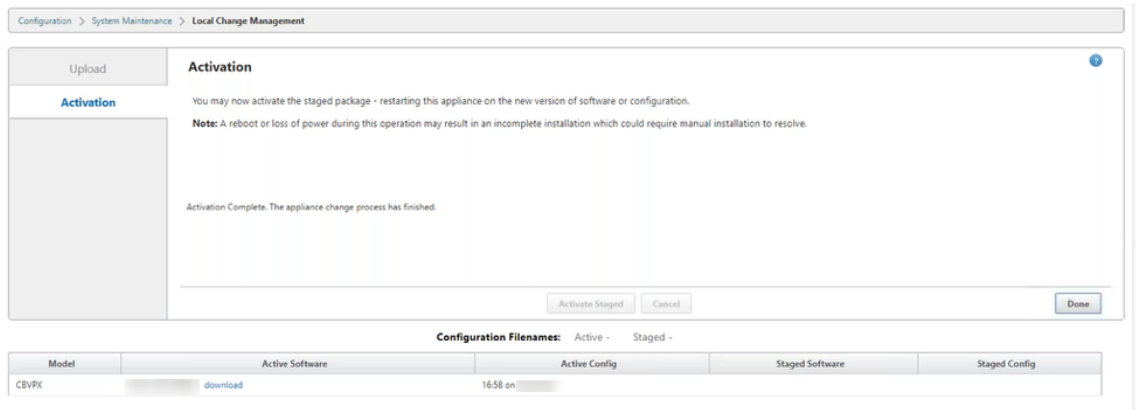 Configuration > System Maintenance > Local Change Management
Upload
Activation
Activation
?
You may now activate the staged package - restarting this appliance on the new version of software or configuration.
Note: A reboot or loss of power during this operation may result in an incomplete installation which could require manual installation to resolve.
Activation Complete. The appliance change process has finished.
Activate Staged Cancel Done
Configuration Filenames: Active - Staged -
Model Active Software Active Config Staged Software Staged Config
CBVPX download 16:58 on